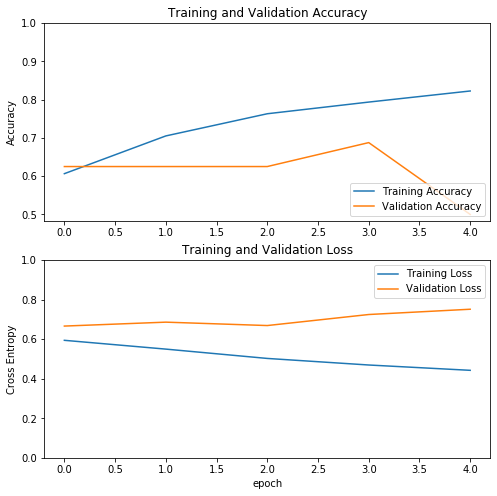 Training and Validation Accuracy
1.0
0.9
0.8
0.7
0.6
0.5
Accuracy
Training Accuracy
Validation Accuracy
0.0 0.5 1.0 1.5 2.0 2.5 3.0 3.5 4.0
Training and Validation Loss
1.0
0.8
0.6
0.4
0.2
0.0
Cross Entropy
Training Loss
Validation Loss
0.0 0.5 1.0 1.5 2.0 2.5 3.0 3.5 4.0
epoch